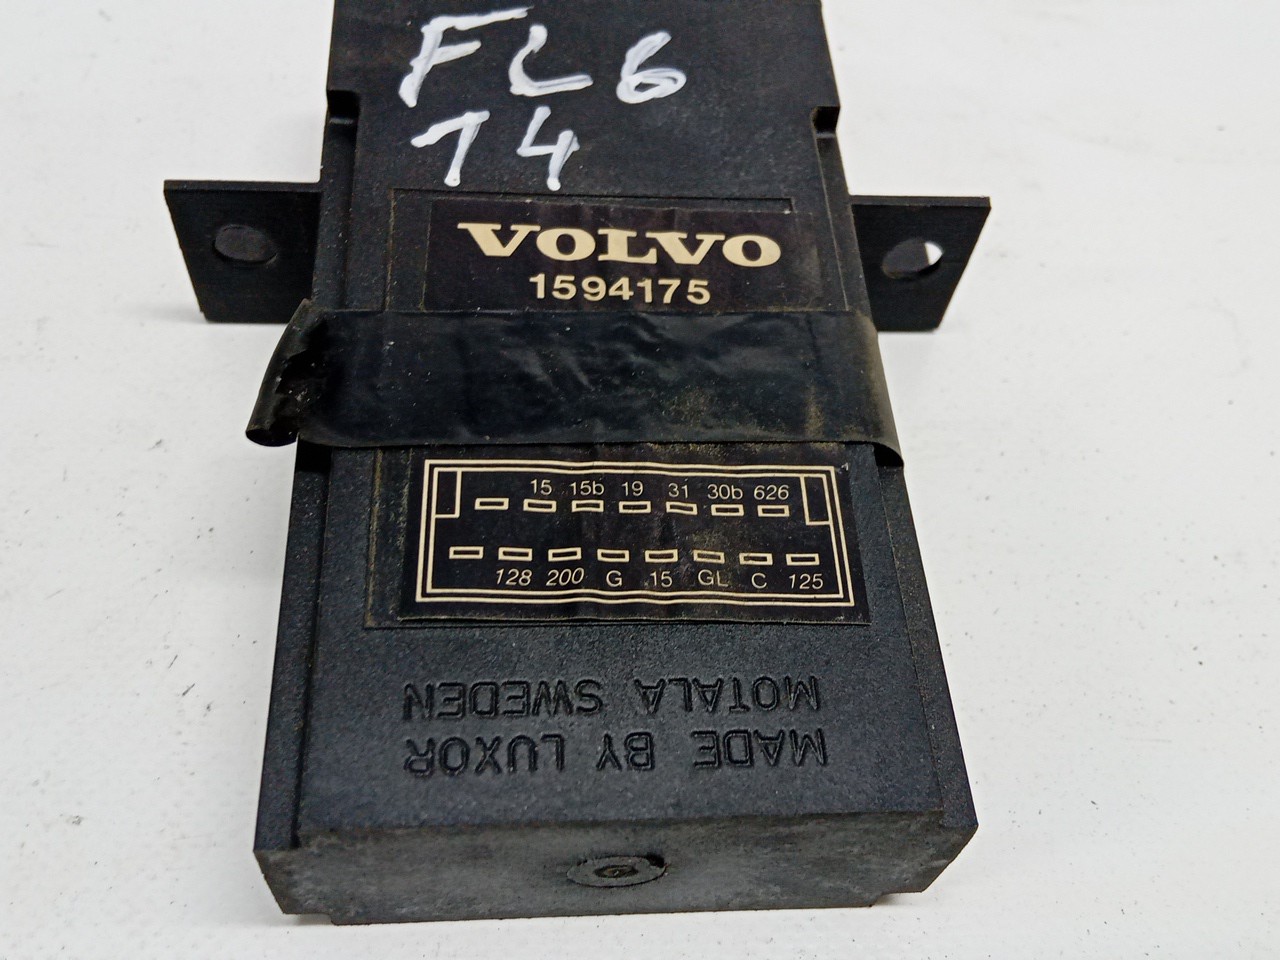 FL6
14
VOLVO
1594175
15 15b 19 31 30b 626
128 200 G 15 GL C 125
MADE BY LUXOR
MOTALA SWEDEN